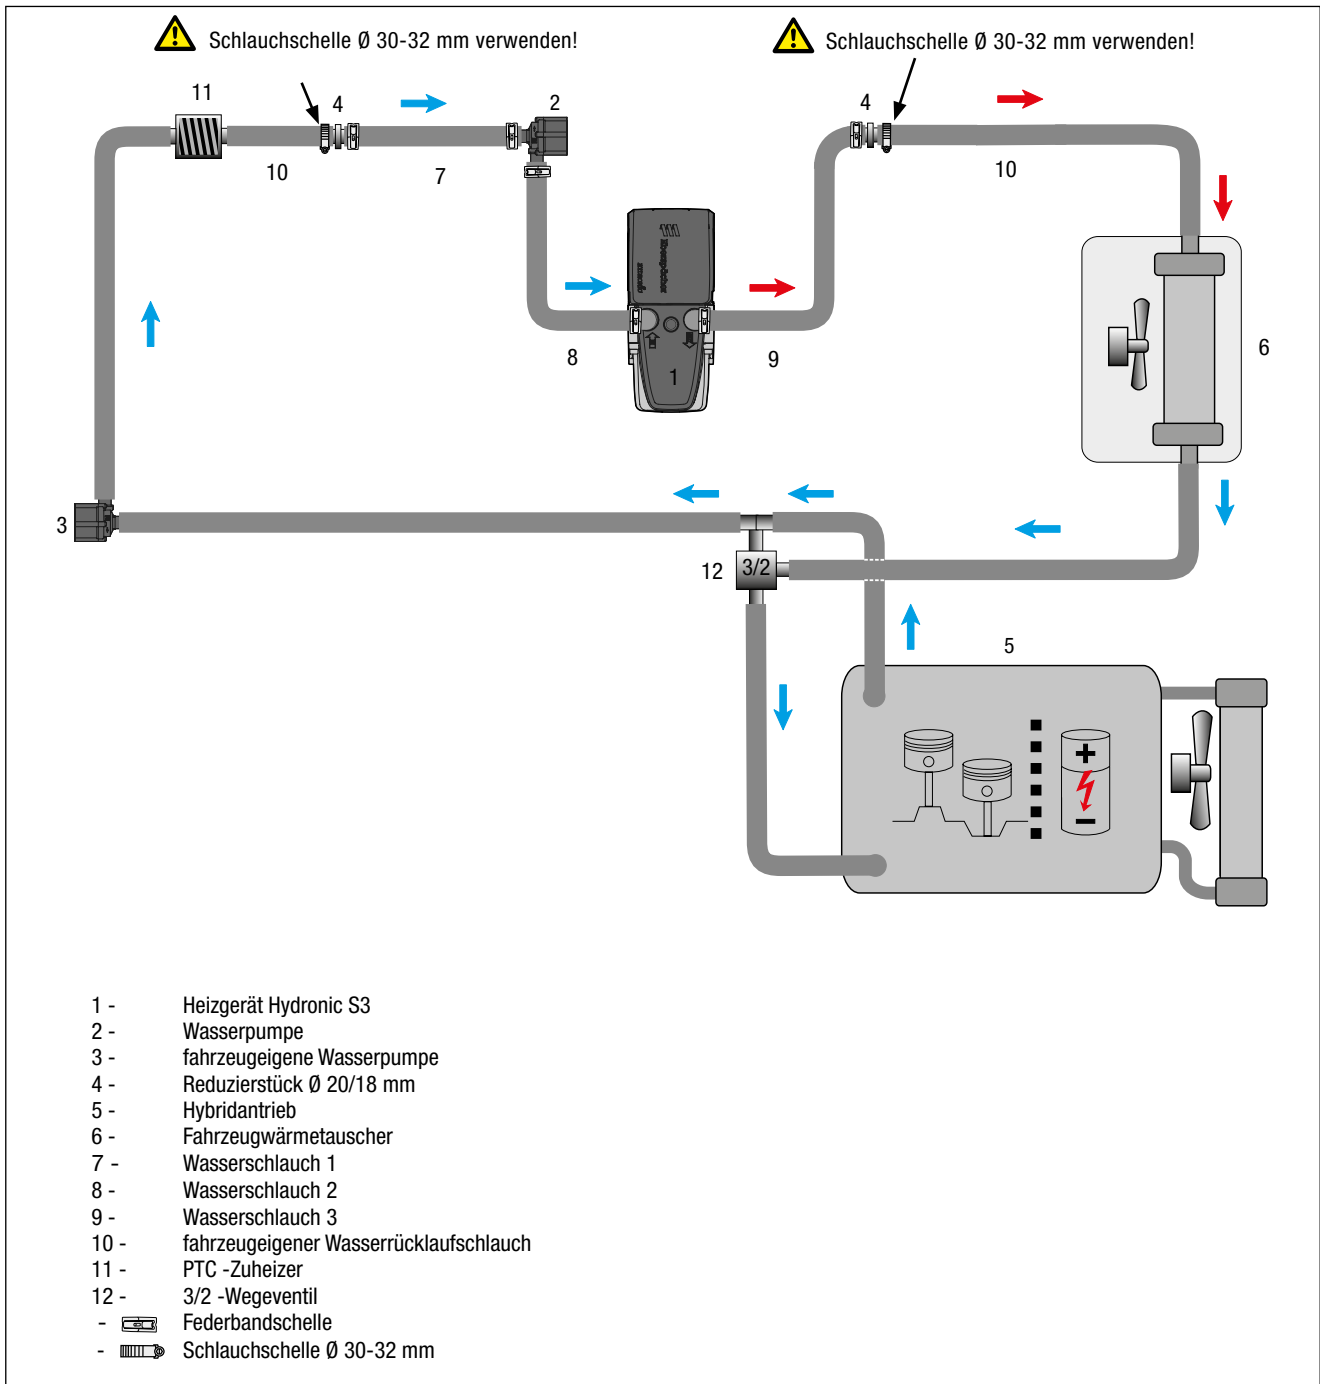 Schlauchschelle Ø 30-32 mm verwenden!
Schlauchschelle Ø 30-32 mm verwenden!
11
4
2
4
10
7
10
Eberspächer
8
1
9
6
3
12
3/2
5
+
–
1 - Heizgerät Hydronic S3
2 - Wasserpumpe
3 - fahrzeugeigene Wasserpumpe
4 - Reduzierstück Ø 20/18 mm
5 - Hybridantrieb
6 - Fahrzeugwärmetauscher
7 - Wasserschlauch 1
8 - Wasserschlauch 2
9 - Wasserschlauch 3
10 - fahrzeugeigener Wasserrücklaufschlauch
11 - PTC -Zuheizer
12 - 3/2 -Wegeventil
- Federbandschelle
- Schlauchschelle Ø 30-32 mm